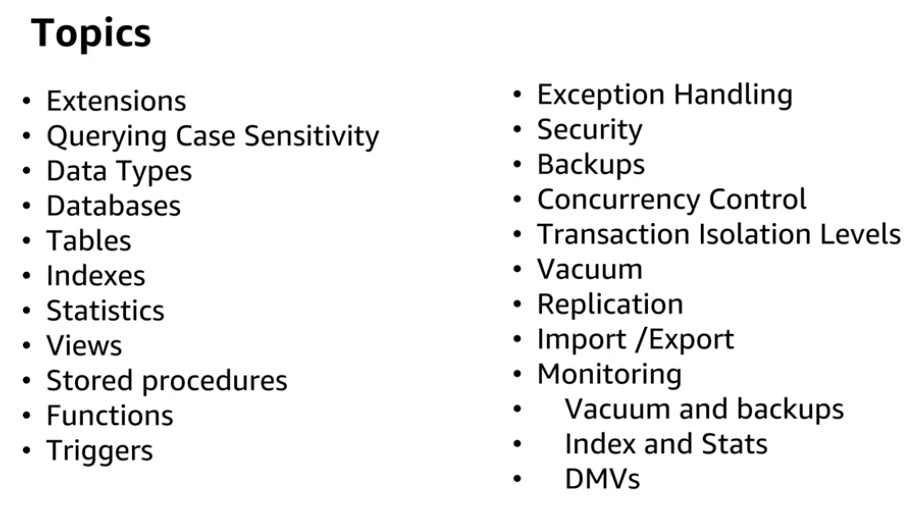 Topics
• Extensions
• Querying Case Sensitivity
• Data Types
• Databases
• Tables
• Indexes
• Statistics
• Views
• Stored procedures
• Functions
• Triggers
• Exception Handling
• Security
• Backups
• Concurrency Control
• Transaction Isolation Levels
• Vacuum
• Replication
• Import /Export
• Monitoring
• Vacuum and backups
• Index and Stats
• DMVs